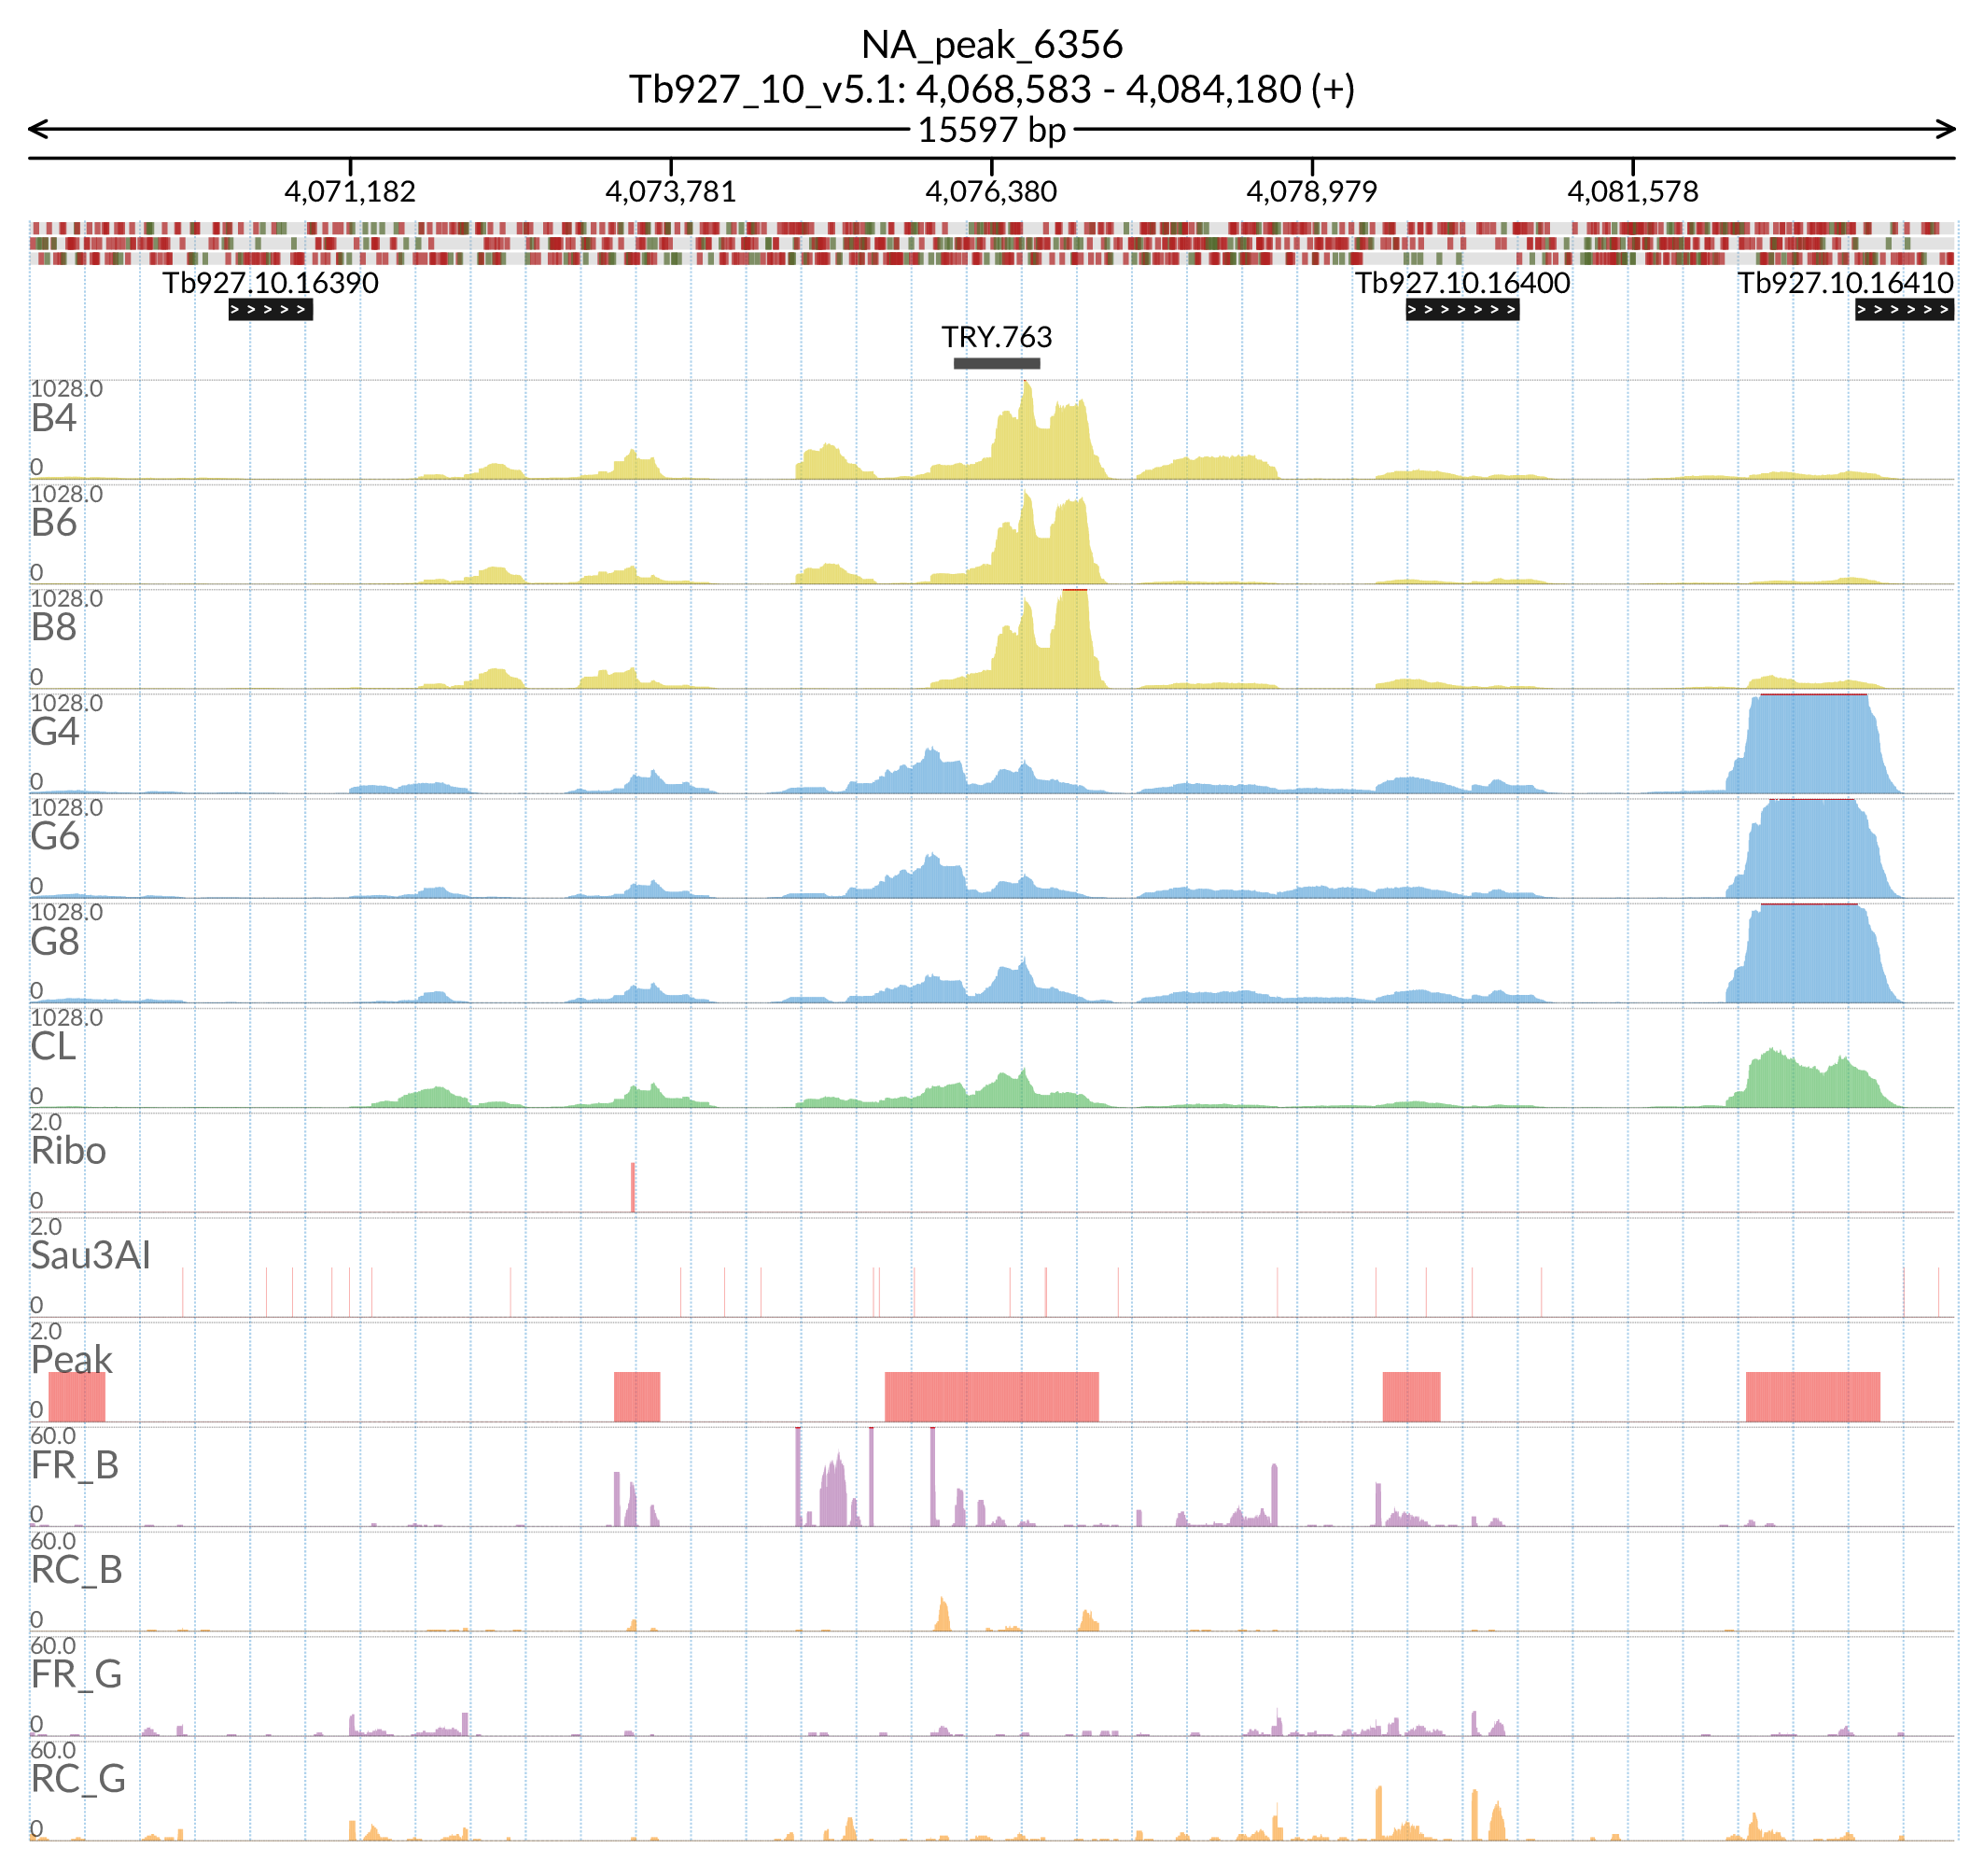 NA_peak_6356
Tb927_10_v5.1: 4,068,583 - 4,084,180 (+)
15597 bp
4,071,182 4,073,781 4,076,380 4,078,979 4,081,578
Tb927.10.16390 Tb927.10.16400 Tb927.10.16410
TRY.763
1028.0
B4
0
1028.0
B6
0
1028.0
B8
0
1028.0
G4
0
1028.0
G6
0
1028.0
G8
0
1028.0
CL
0
2.0
Ribo
0
2.0
Sau3AI
0
2.0
Peak
0
60.0
FR_B
0
60.0
RC_B
0
60.0
FR_G
0
60.0
RC_G
0